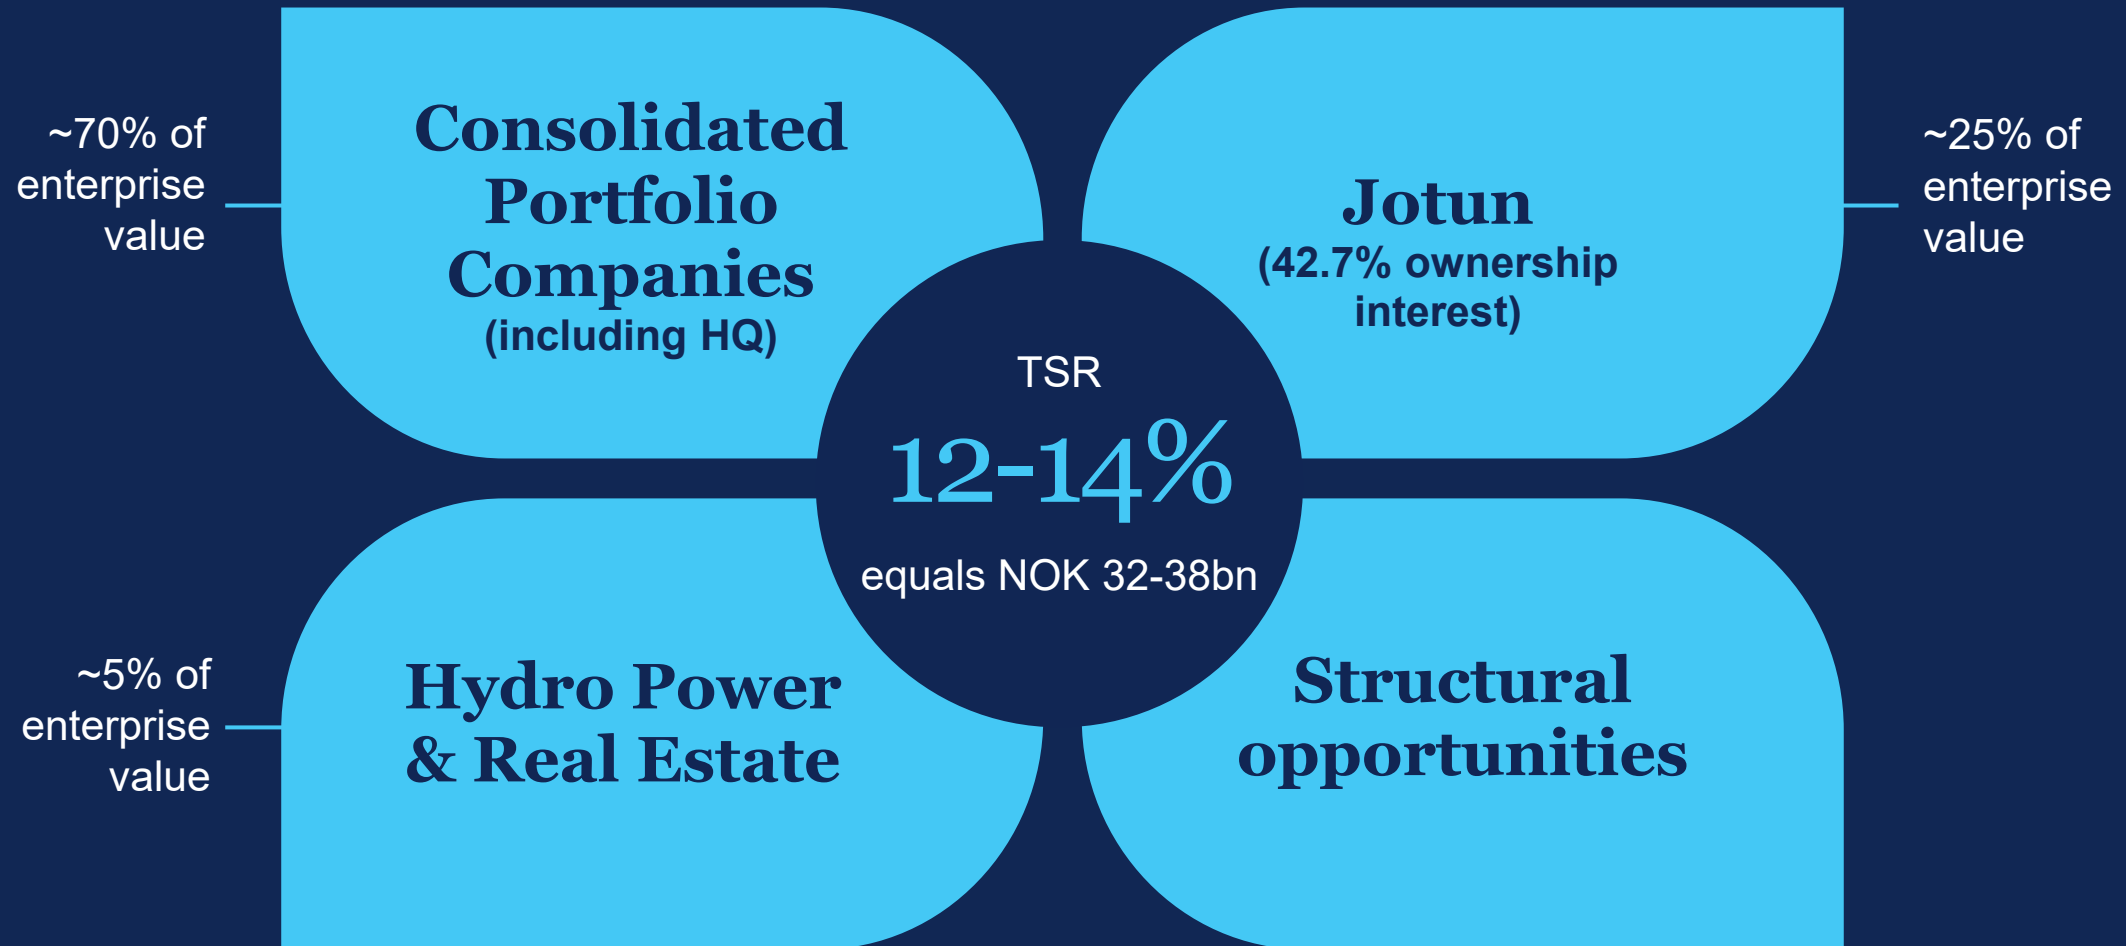 ~70% of
enterprise
value
Consolidated
Portfolio
Companies
(including HQ)
Jotun
(42.7% ownership
interest)
~25% of
enterprise
value
TSR
12-14%
equals NOK 32-38bn
~5% of
enterprise
value
Hydro Power
& Real Estate
Structural
opportunities